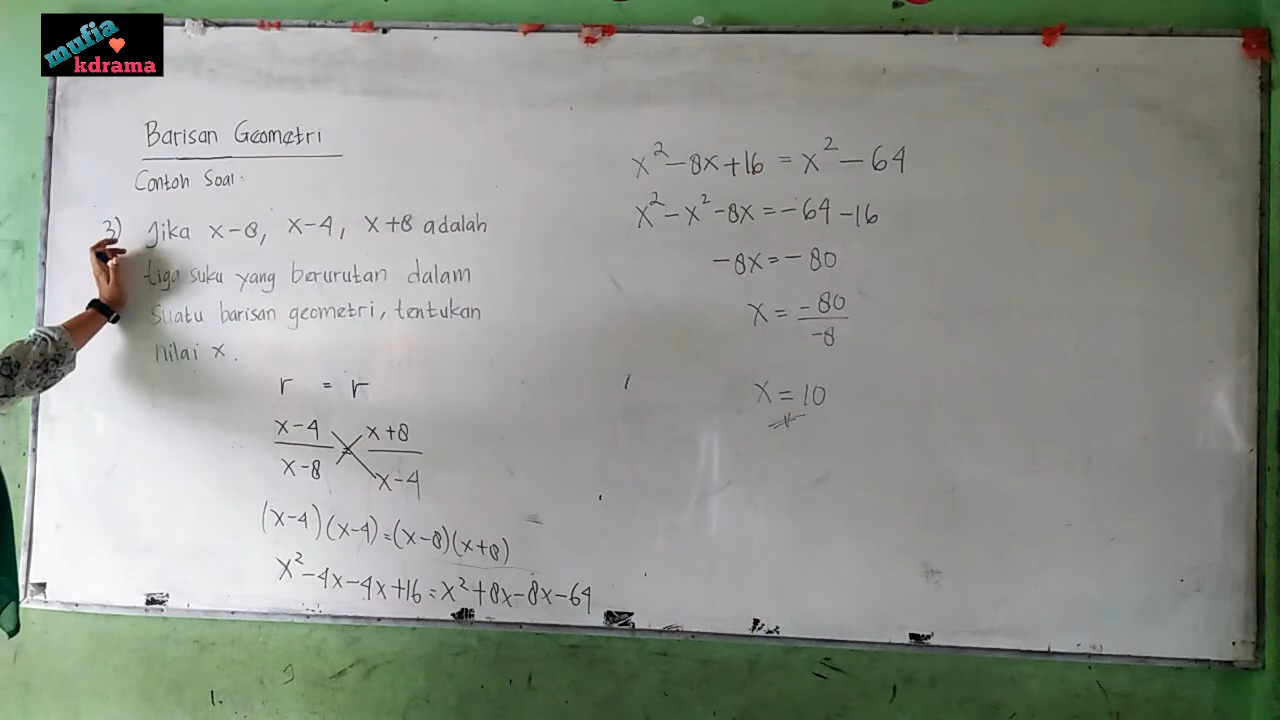 mufia
kdrama
Barisan Geometri
Contoh Soal:
3) Jika x-8, x-4, x+8 adalah
tiga suku yang berurutan dalam
suatu barisan geometri, tentukan
nilai x.
r = r
x-4 / x-8 = x+8 / x-4
(x-4)(x-4)=(x-8)(x+8)
x²-4x-4x+16=x²+8x-8x-64
x²-8x+16=x²-64
x²-x²-8x=-64-16
-8x=-80
x=-80/-8
x=10